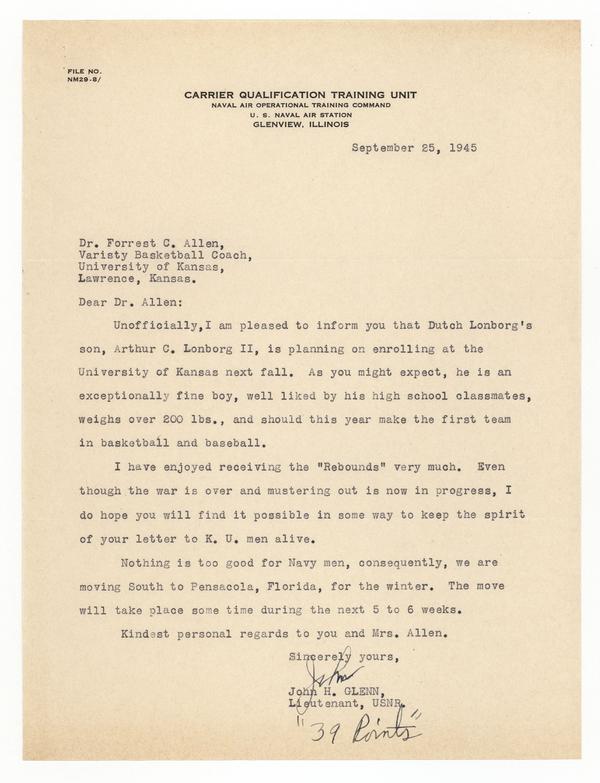 FILE NO.
NM29-8/
CARRIER QUALIFICATION TRAINING UNIT
NAVAL AIR OPERATIONAL TRAINING COMMAND
U. S. NAVAL AIR STATION
GLENVIEW, ILLINOIS
September 25, 1945
Dr. Forrest C. Allen,
Varisty Basketball Coach,
University of Kansas,
Lawrence, Kansas.
Dear Dr. Allen:
Unofficially,I am pleased to inform you that Dutch Lonborg's
son, Arthur C. Lonborg II, is planning on enrolling at the
University of Kansas next fall. As you might expect, he is an
exceptionally fine boy, well liked by his high school classmates,
weighs over 200 lbs., and should this year make the first team
in basketball and baseball.
I have enjoyed receiving the "Rebounds" very much. Even
though the war is over and mustering out is now in progress, I
do hope you will find it possible in some way to keep the spirit
of your letter to K. U. men alive.
Nothing is too good for Navy men, consequently, we are
moving South to Pensacola, Florida, for the winter. The move
will take place some time during the next 5 to 6 weeks.
Kindest personal regards to you and Mrs. Allen.
Sincerely yours,
John
John H. GLENN,
Lieutenant, USNR.
"39 Points"